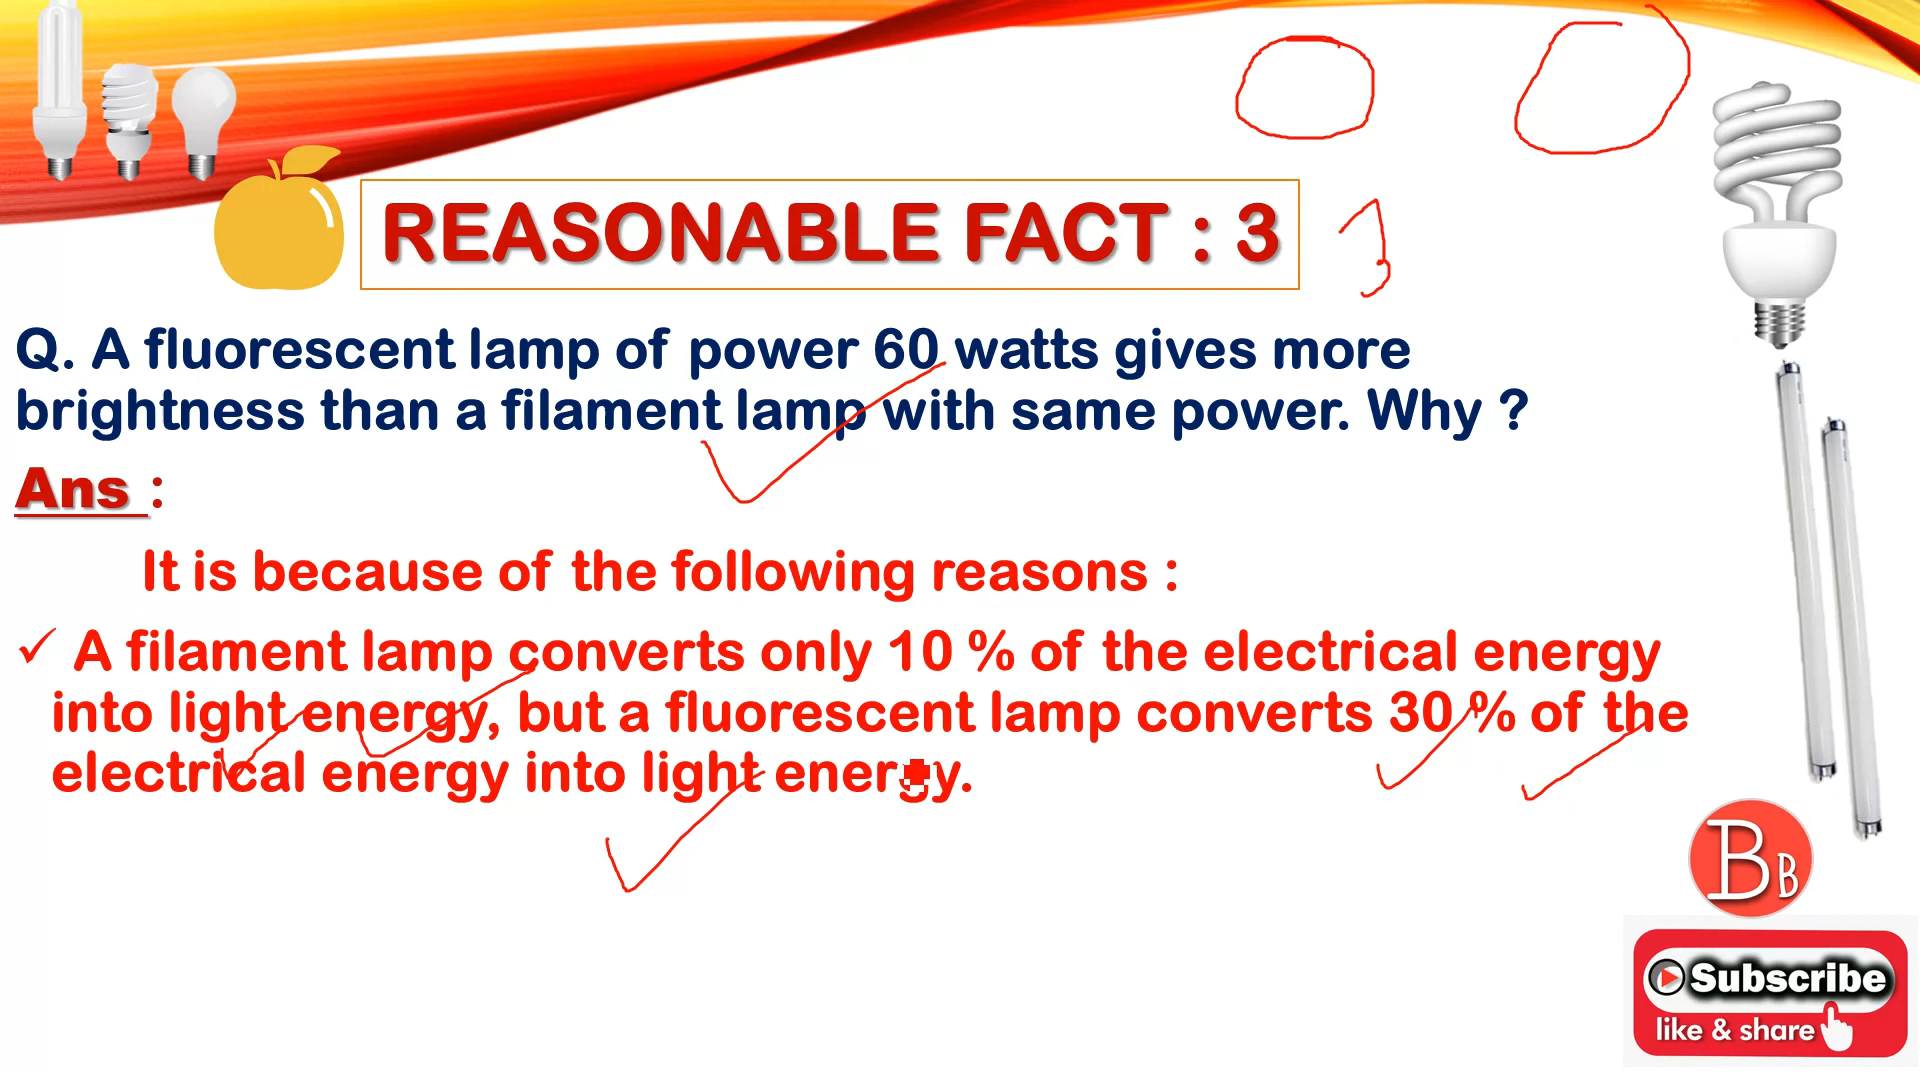 REASONABLE FACT : 3
Q. A fluorescent lamp of power 60 watts gives more
brightness than a filament lamp with same power. Why ?
Ans :
It is because of the following reasons :
✓ A filament lamp converts only 10 % of the electrical energy
into light energy, but a fluorescent lamp converts 30 % of the
electrical energy into light energy.
BB
Subscribe
like & share